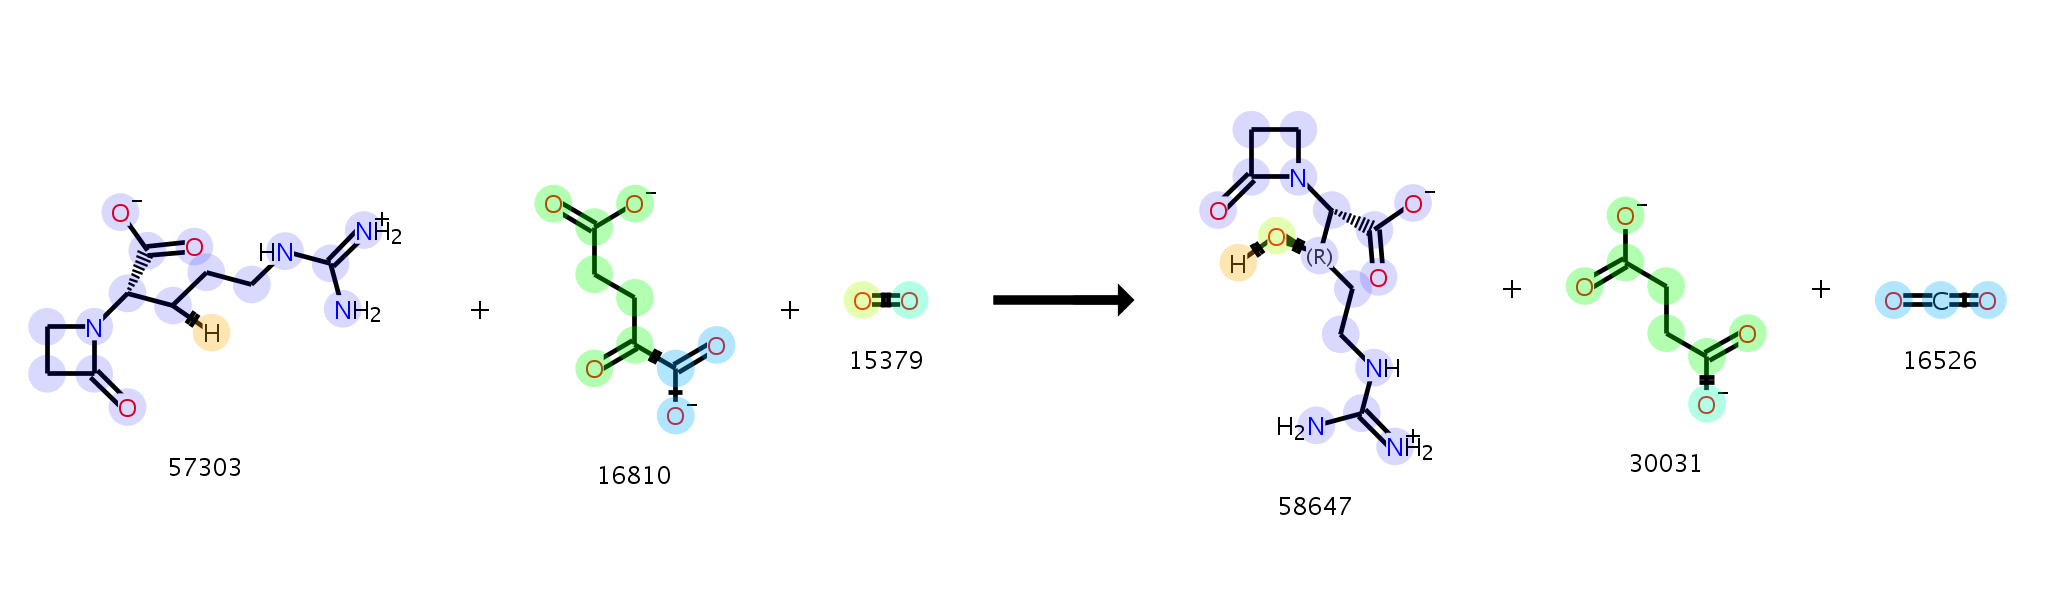 O⁻
O
HN
NH₂⁺
NH₂
N
H
O
57303
+
O
O⁻
O
O
O⁻
16810
+
O
O
15379
N
O
O⁻
O
H
(R)
O
NH
H₂N
NH₂⁺
58647
+
O⁻
O
O
O⁻
30031
+
O
C
O
16526